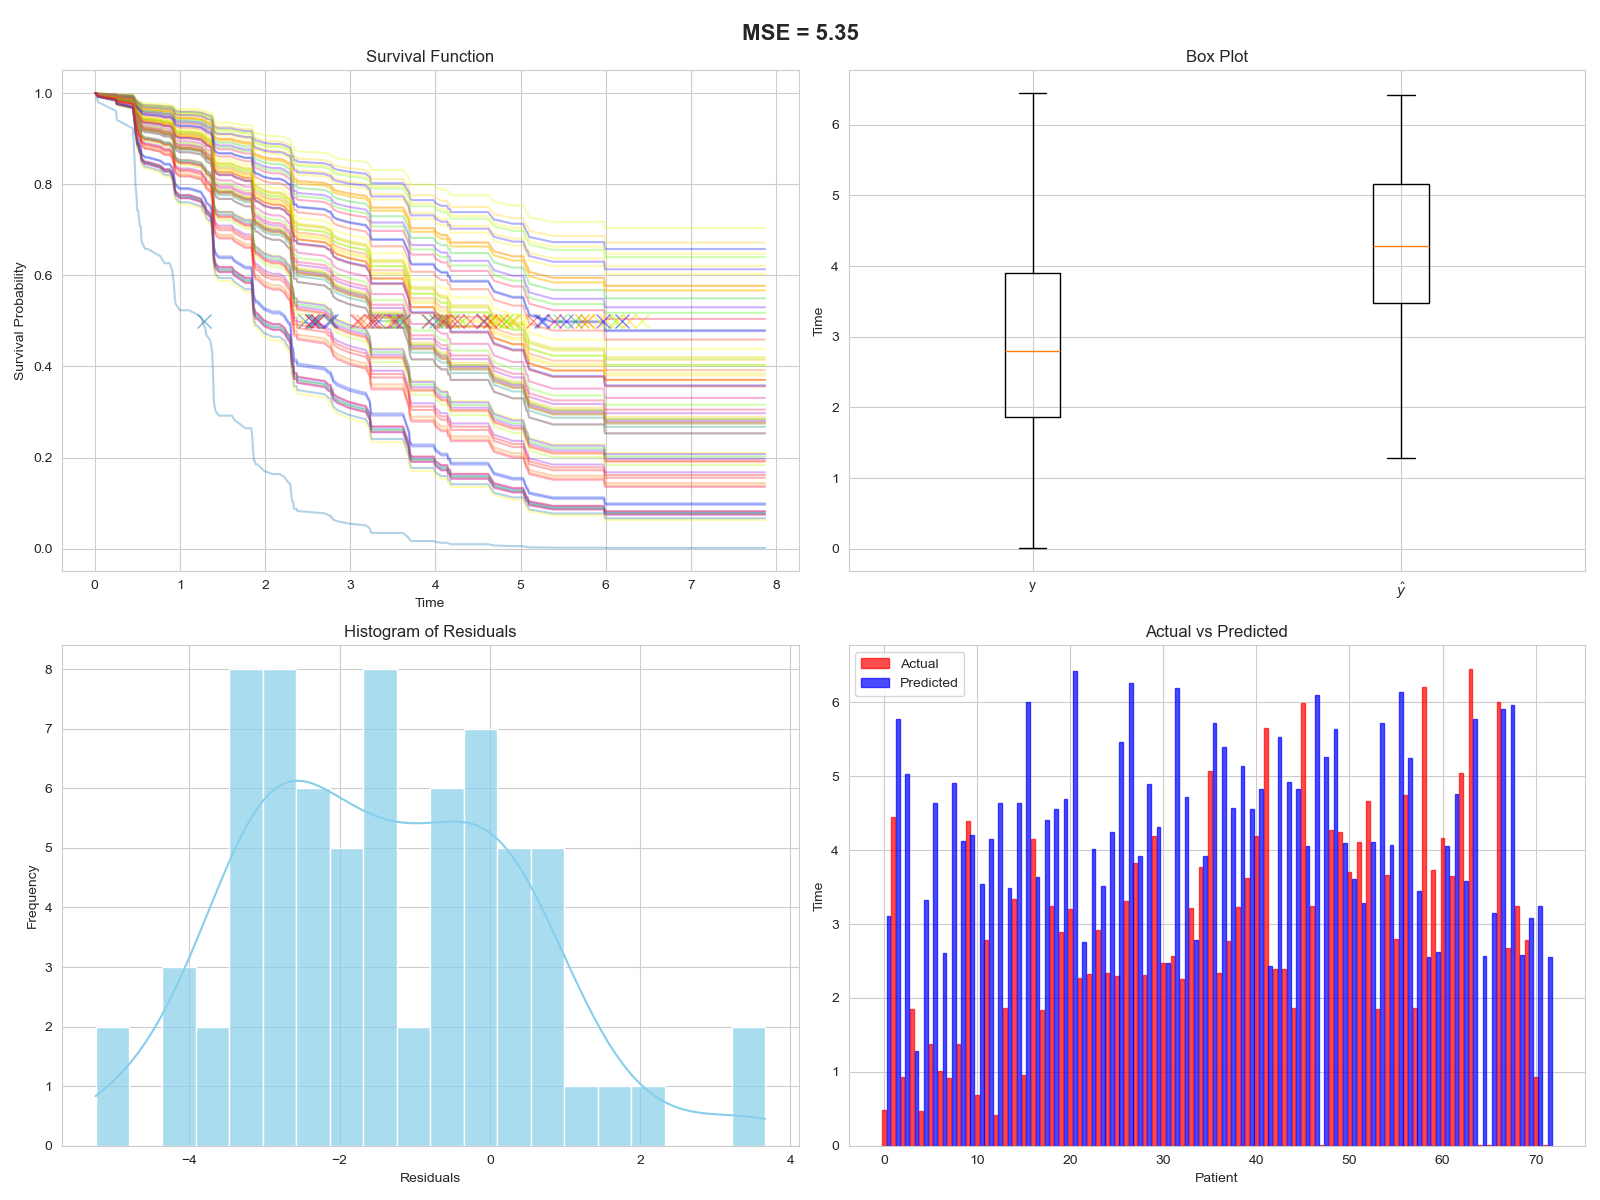 MSE = 5.35
Survival Function
Survival Probability
1.0
0.8
0.6
0.4
0.2
0.0
0 1 2 3 4 5 6 7 8
Time
Box Plot
Time
6
5
4
3
2
1
0
y ŷ
Histogram of Residuals
Frequency
8
7
6
5
4
3
2
1
0
−4 −2 0 2 4
Residuals
Actual vs Predicted
Actual
Predicted
Time
6
5
4
3
2
1
0
0 10 20 30 40 50 60 70
Patient